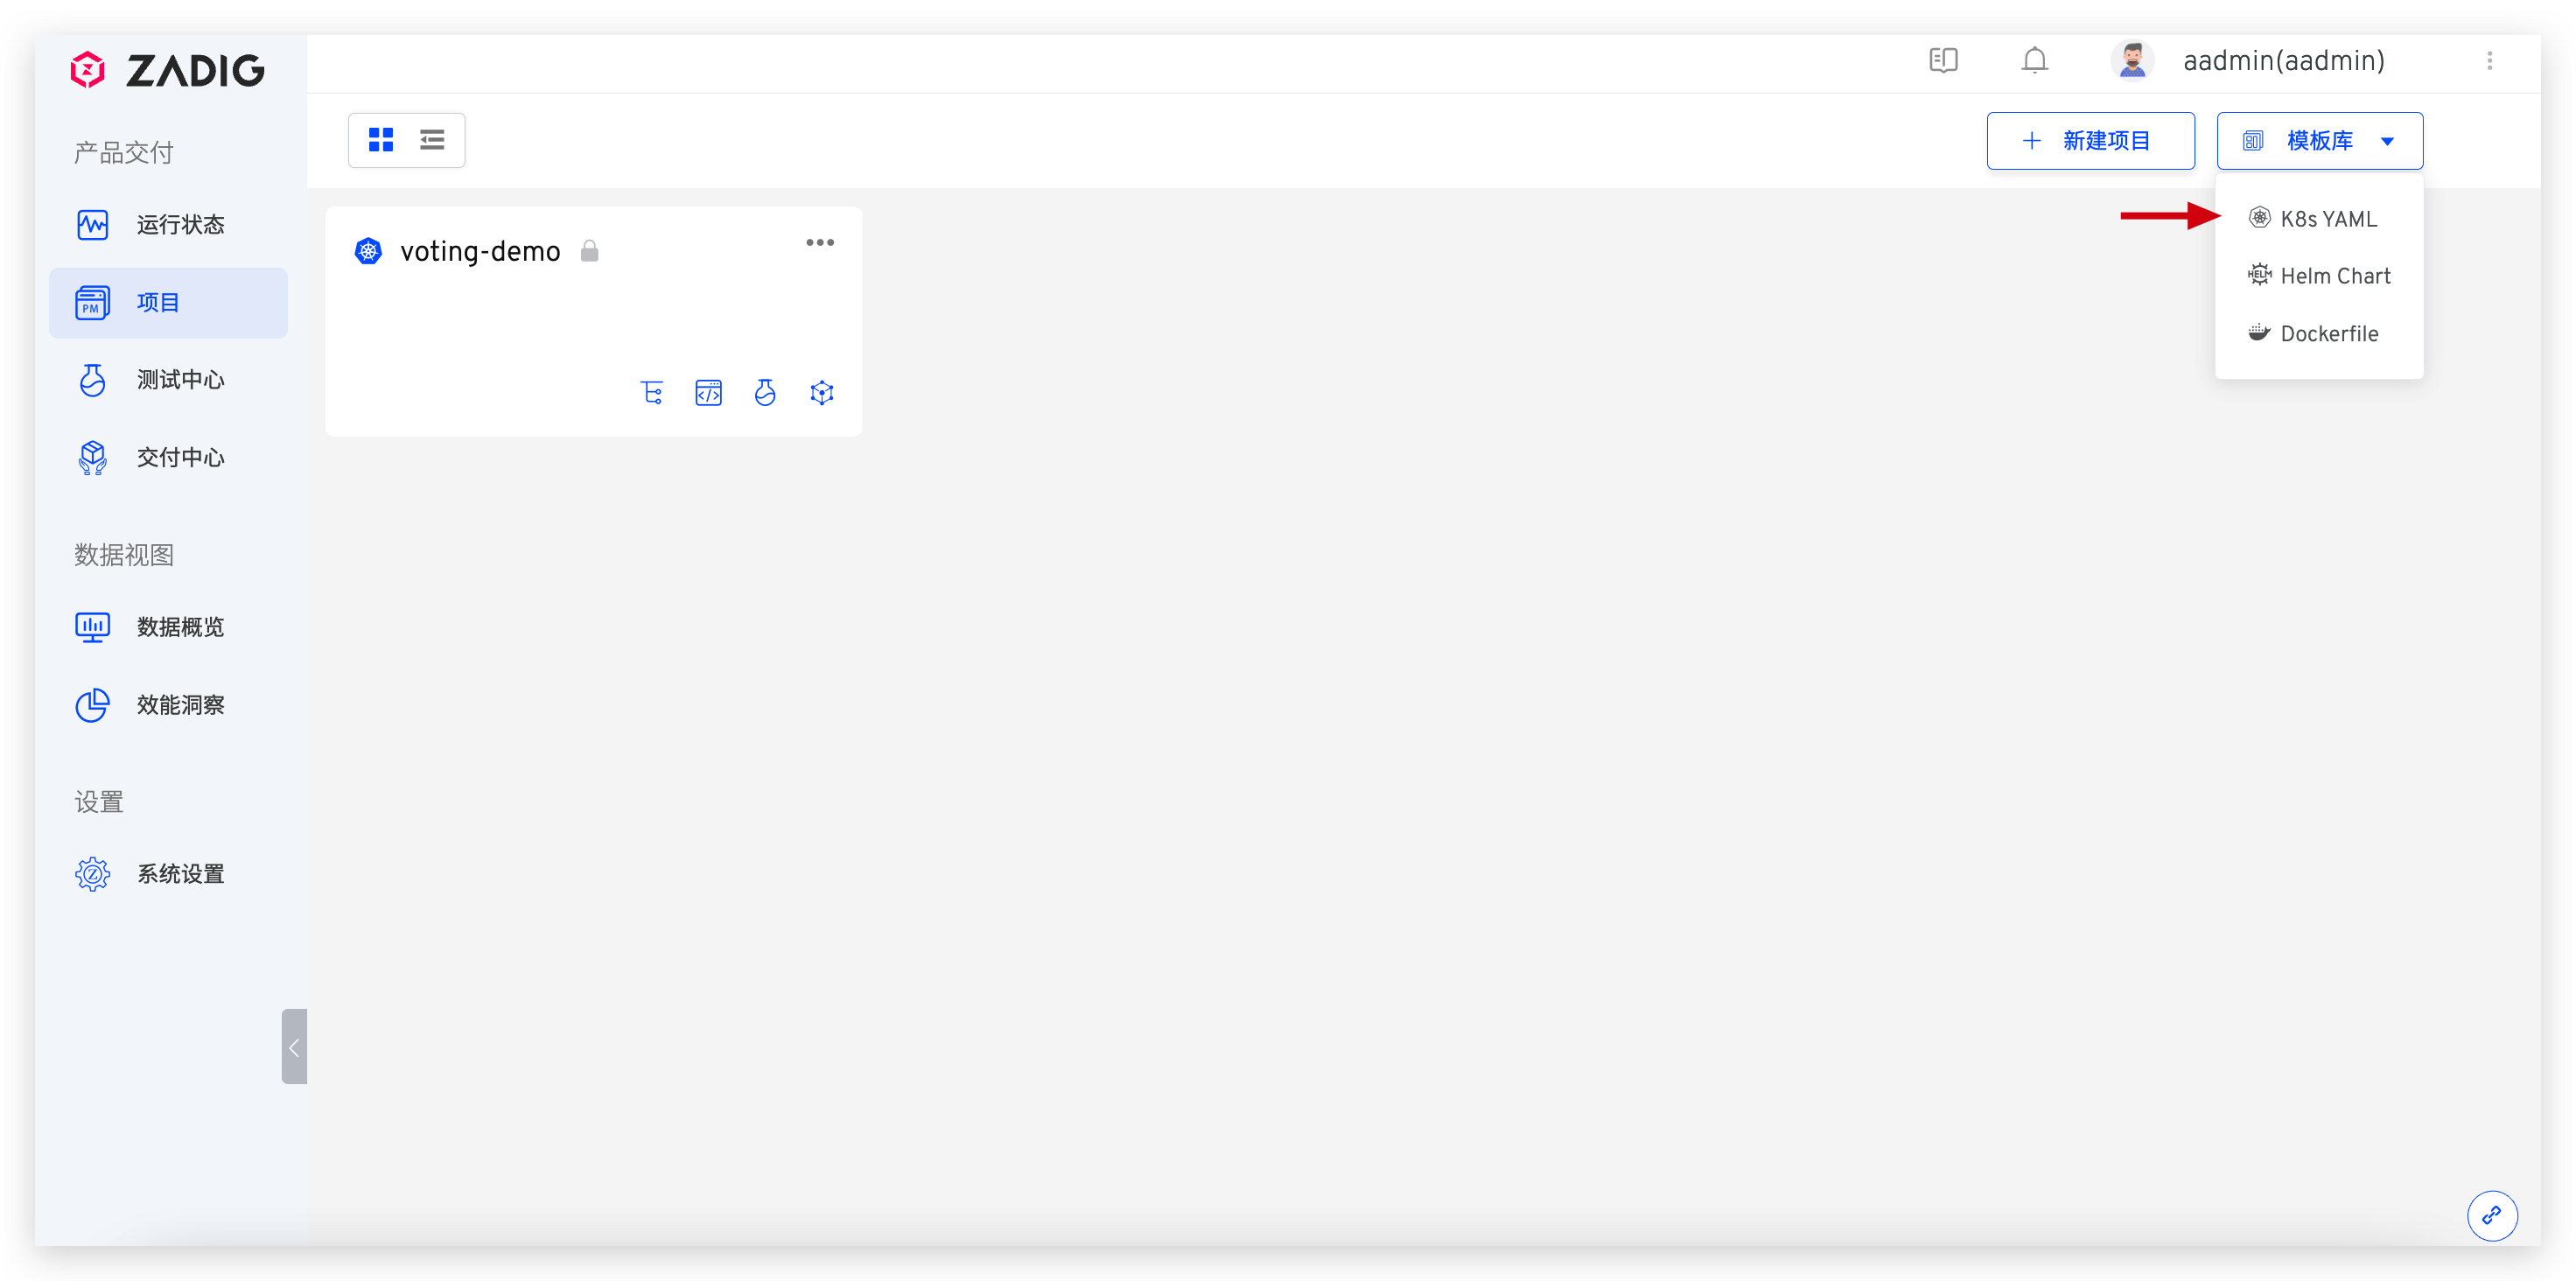 ZADIG
aadmin(aadmin)
产品交付
运行状态
PM
项目
测试中心
交付中心
数据视图
数据概览
效能洞察
设置
系统设置
新建项目
模板库
K8s YAML
HELM
Helm Chart
Dockerfile
voting-demo